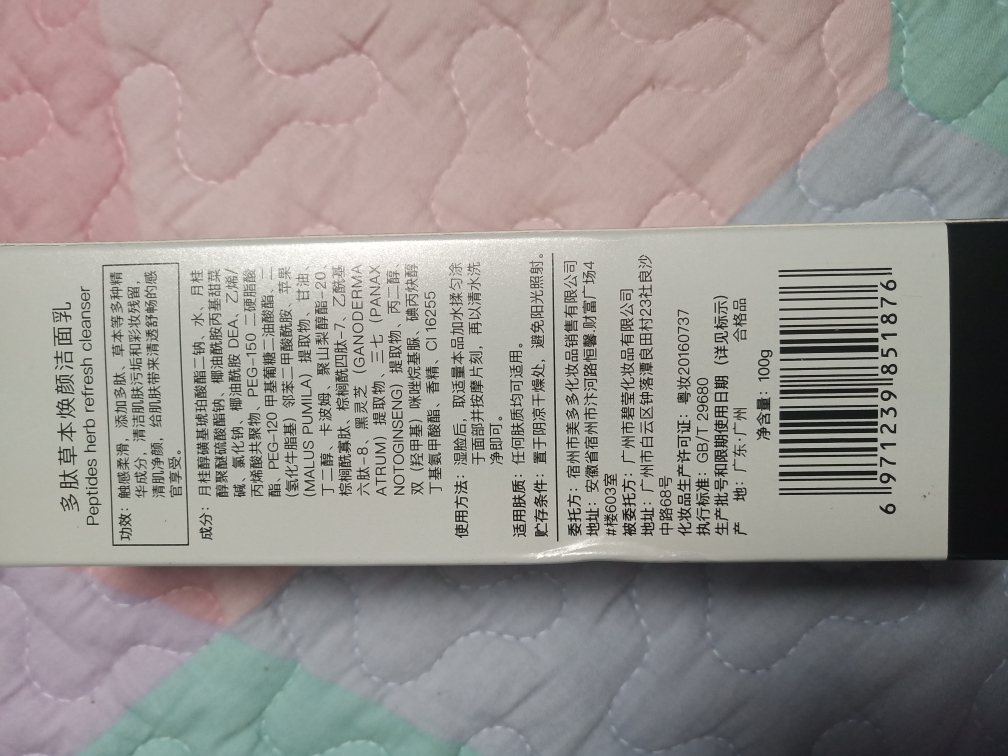 多肽草本焕颜洁面乳
Peptides herb refresh cleanser
功效：触感柔滑，添加多肽、草本等多种精
华成分，清洁肌肤污垢和彩妆残留，
清肌净颜，给肌肤带来清透舒畅的感
官享受。
成分：月桂醇磺基琥珀酸酯二钠、水、月桂
醇聚醚硫酸酯钠、椰油酰胺丙基甜菜
碱、氯化钠、椰油酰胺 DEA、乙烯/
丙烯酸共聚物、PEG-150 二硬脂酸
酯、PEG-120 甲基葡糖二油酸酯、二
（氢化牛脂基）邻苯二甲酸酰胺、苹果
（MALUS PUMILA）提取物、甘油、
丁二醇、卡波姆、聚山梨醇酯-20、
棕榈酰寡肽、棕榈酰四肽-7、乙酰基
六肽-8、黑灵芝（GANODERMA
ATRUM）提取物、三七（PANAX
NOTOGINSENG）提取物、丙二醇、
双（羟甲基）咪唑烷基脲、碘丙炔醇
丁基氨甲酸酯、香精、CI 16255
使用方法：湿脸后，取适量本品加水揉匀涂
于面部并按摩片刻，再以清水洗
净即可。
适用肤质：任何肤质均可适用。
贮存条件：置于阴凉干燥处，避免阳光照射。
委托方：宿州市美多多化妆品销售有限公司
地址：安徽省宿州市汴河路恒馨.财富广场4
#楼603室
被委托方：广州市碧莹化妆品有限公司
地址：广州市白云区钟落潭良田村23社良沙
中路68号
化妆品生产许可证：粤妆20160737
执行标准：GB/T 29680
生产批号和限期使用日期（详见标示）
产 地：广东·广州 合格品
净含量：100g
6 971239 851876